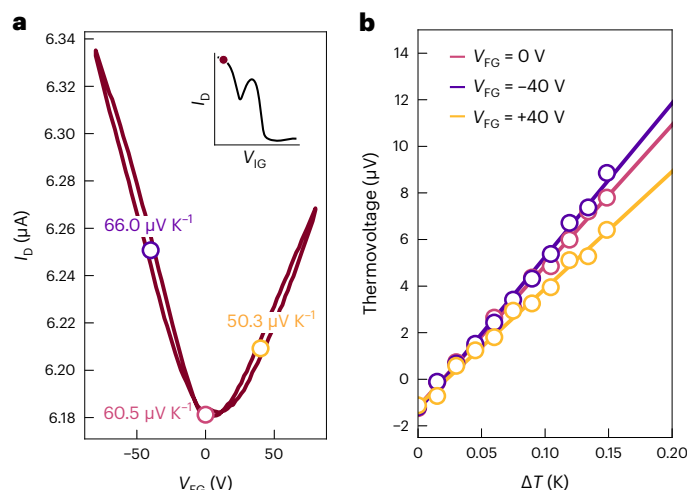 a
6.34
6.33
6.30
6.28
6.26
6.24
6.22
6.20
6.18
I_D (μA)
I_D
V_IG
66.0 μV K⁻¹
50.3 μV K⁻¹
60.5 μV K⁻¹
−50
0
50
V_FG (V)
b
14
12
10
8
6
4
2
0
−2
Thermovoltage (μV)
V_FG = 0 V
V_FG = −40 V
V_FG = +40 V
0
0.05
0.10
0.15
0.20
ΔT (K)